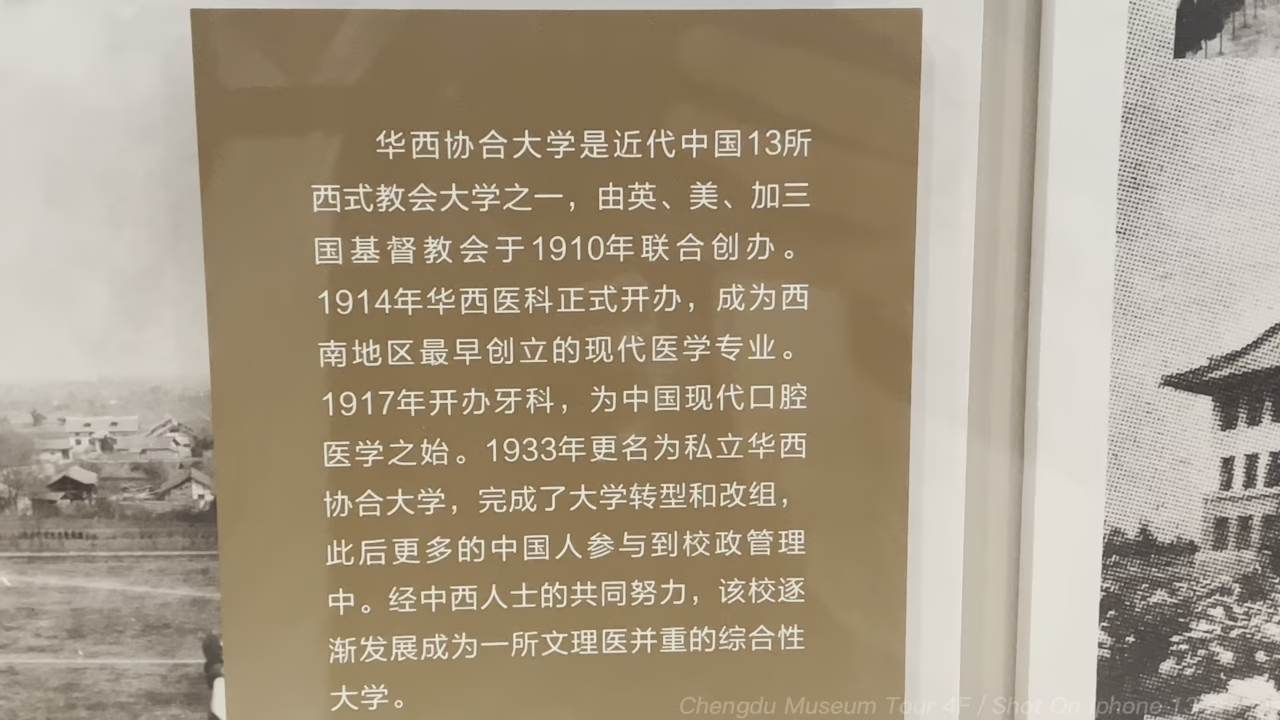 华西协合大学是近代中国13所
西式教会大学之一，由英、美、加三
国基督教会于1910年联合创办。
1914年华西医科正式开办，成为西
南地区最早创立的现代医学专业。
1917年开办牙科，为中国现代口腔
医学之始。1933年更名为私立华西
协合大学，完成了大学转型和改组，
此后更多的中国人参与到校政管理
中。经中西人士的共同努力，该校逐
渐发展成为一所文理医并重的综合性
大学。
Chengdu Museum Tour 4F / Shot On Iphone 13